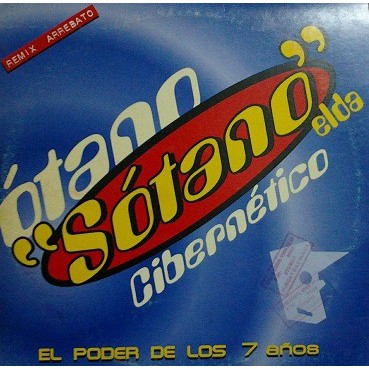 REMIX ARREBATO
ótano
"Sótano"
elda
Cibernético
EL PODER DE LOS 7 años